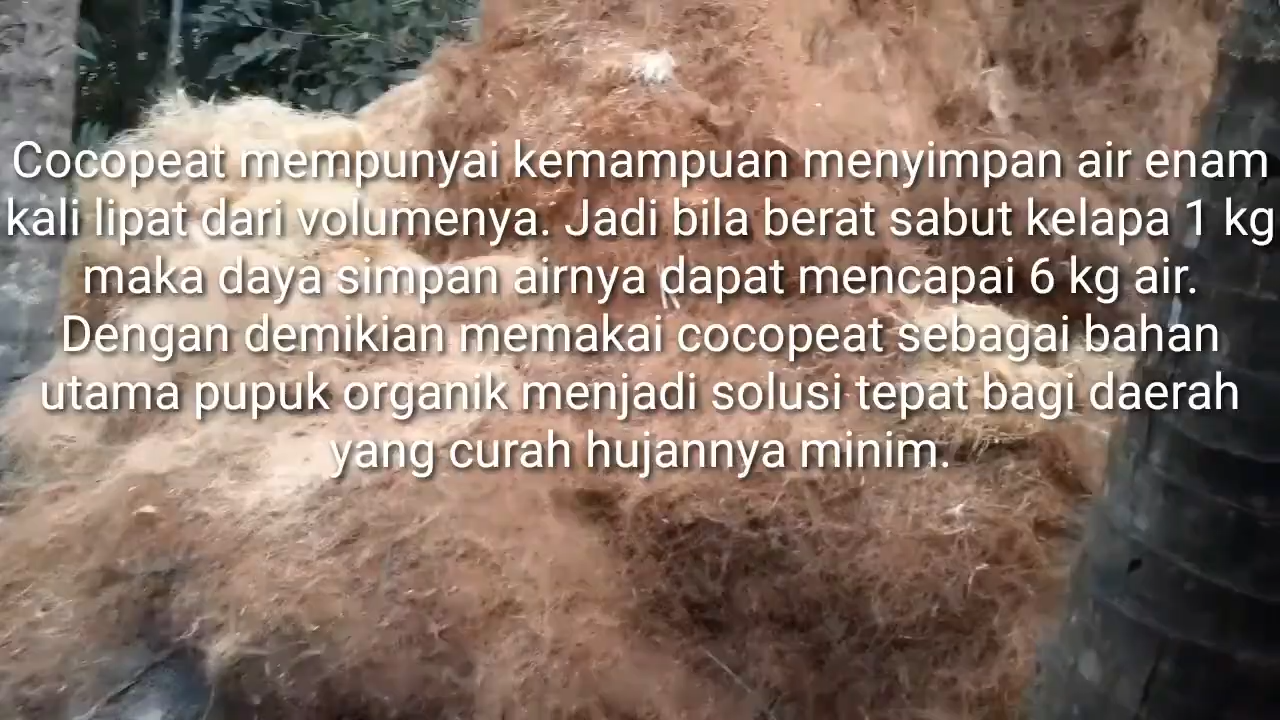 Cocopeat mempunyai kemampuan menyimpan air enam
kali lipat dari volumenya. Jadi bila berat sabut kelapa 1 kg
maka daya simpan airnya dapat mencapai 6 kg air.
Dengan demikian memakai cocopeat sebagai bahan
utama pupuk organik menjadi solusi tepat bagi daerah
yang curah hujannya minim.